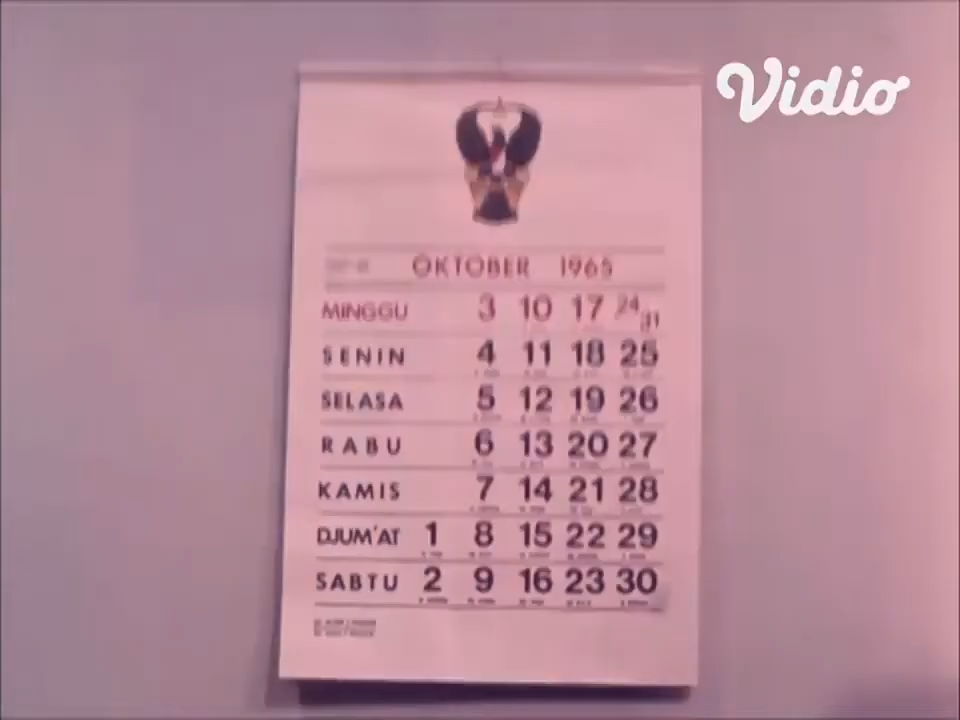 Vidio
OKTOBER 1965
MINGGU 3 10 17 24 31
SENIN 4 11 18 25
SELASA 5 12 19 26
RABU 6 13 20 27
KAMIS 7 14 21 28
DJUM'AT 1 8 15 22 29
SABTU 2 9 16 23 30